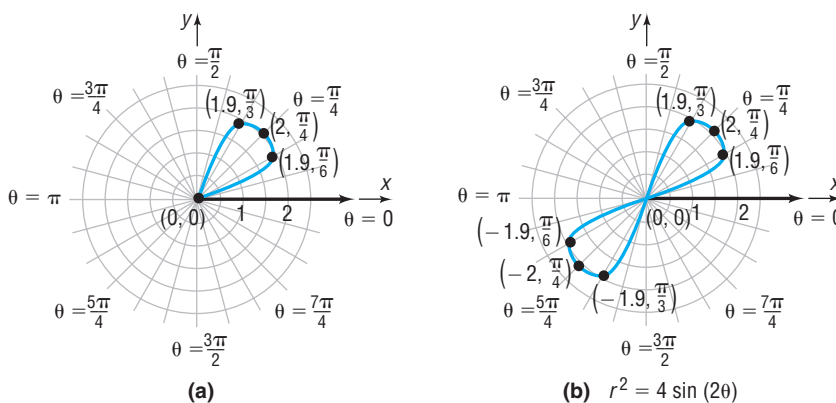 y
θ = π/2
θ = 3π/4
θ = π/4
(1.9, π/3)
(2, π/4)
(1.9, π/6)
θ = π
x
(0, 0)
1
2
θ = 0
θ = 5π/4
θ = 7π/4
θ = 3π/2
(a)
y
θ = π/2
θ = 3π/4
θ = π/4
(1.9, π/3)
(2, π/4)
(1.9, π/6)
θ = π
x
(0, 0)
1
2
θ = 0
(−1.9, π/6)
(−2, π/4)
(−1.9, π/3)
θ = 5π/4
θ = 7π/4
θ = 3π/2
(b) r² = 4 sin (2θ)